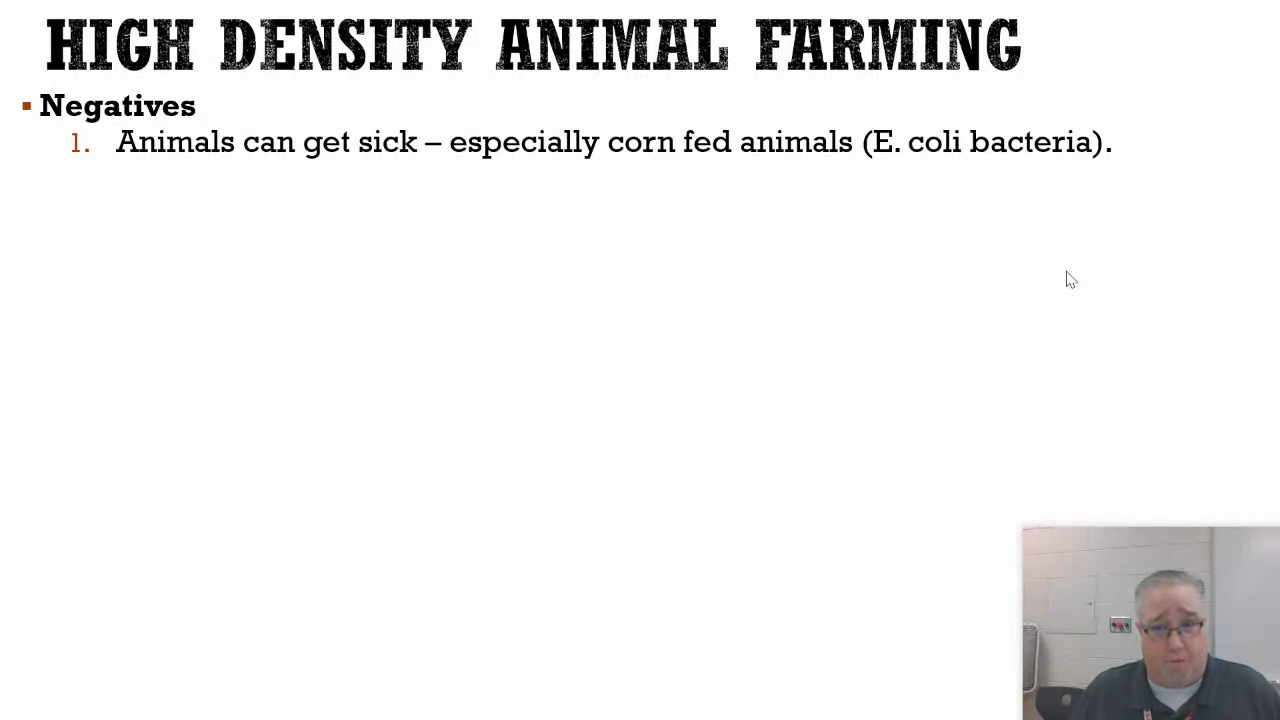 HIGH DENSITY ANIMAL FARMING
▪ Negatives
1. Animals can get sick – especially corn fed animals (E. coli bacteria).